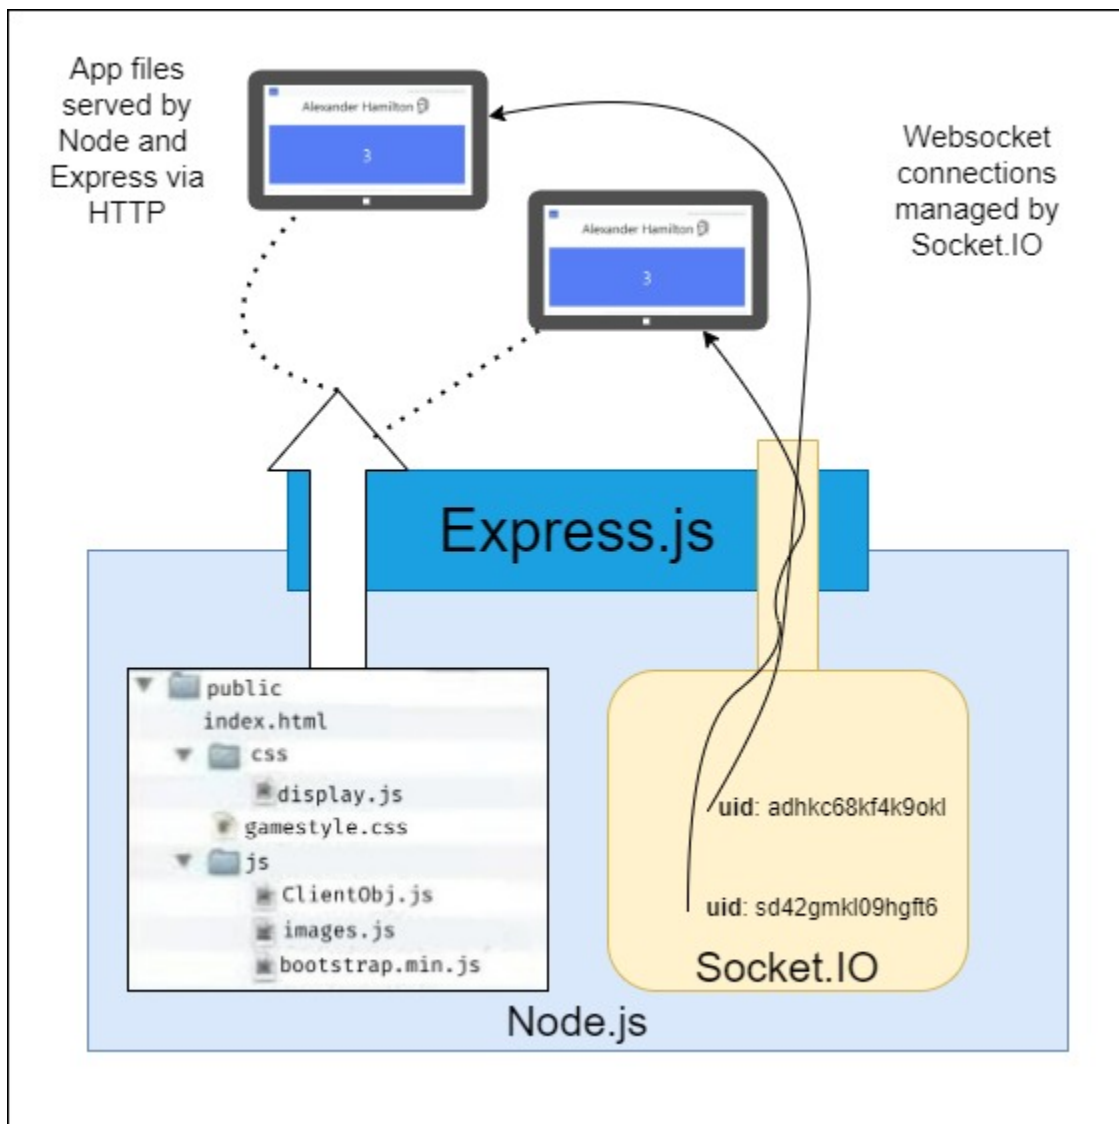 App files
served by
Node and
Express via
HTTP
Alexander Hamilton
3
Alexander Hamilton
3
Websocket
connections
managed by
Socket.IO
Express.js
public
index.html
css
display.js
gamestyle.css
js
ClientObj.js
images.js
bootstrap.min.js
uid: adhkc68kf4k9okl
uid: sd42gmkl09hgft6
Socket.IO
Node.js